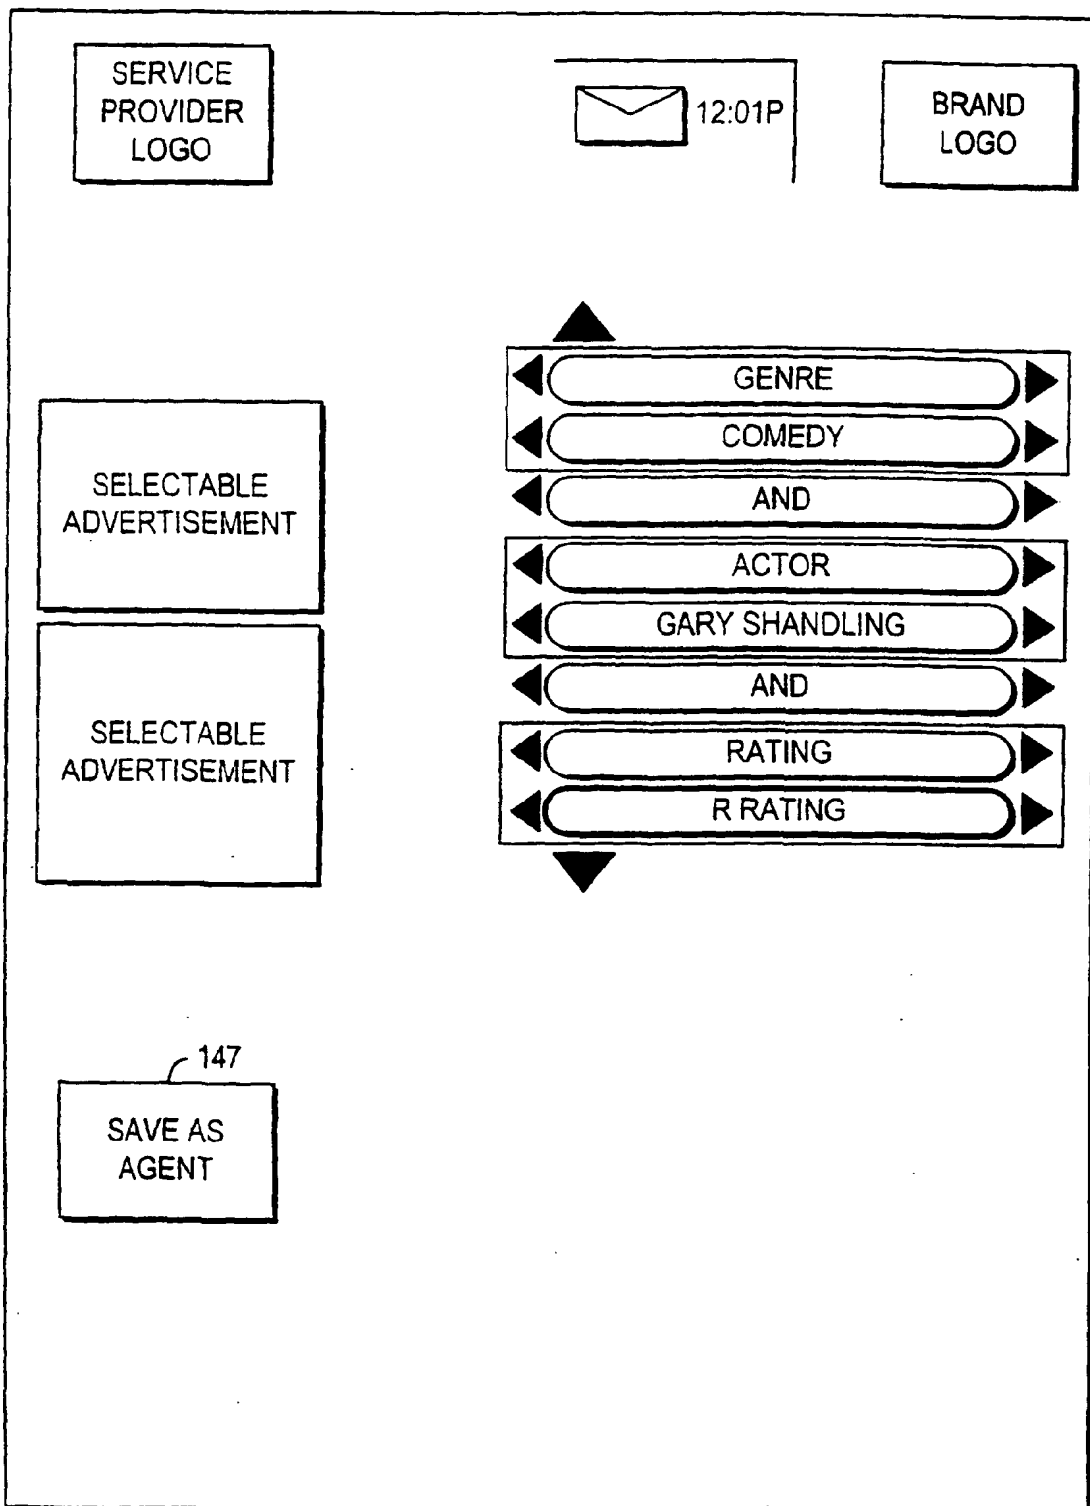 SERVICE
PROVIDER
LOGO
12:01P
BRAND
LOGO
GENRE
COMEDY
AND
ACTOR
GARY SHANDLING
AND
RATING
R RATING
SELECTABLE
ADVERTISEMENT
SELECTABLE
ADVERTISEMENT
147
SAVE AS
AGENT